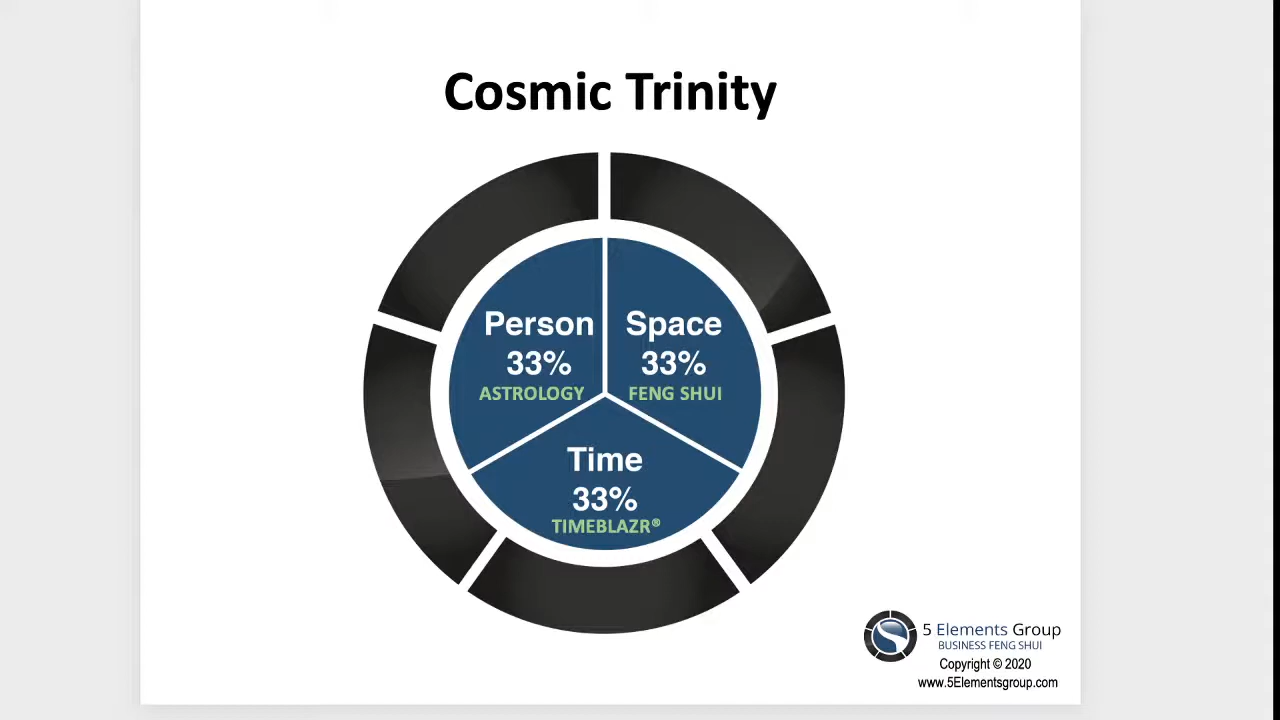 Cosmic Trinity
Person
33%
ASTROLOGY
Space
33%
FENG SHUI
Time
33%
TIMEBLAZR®
5 Elements Group
BUSINESS FENG SHUI
Copyright © 2020
www.5Elementsgroup.com